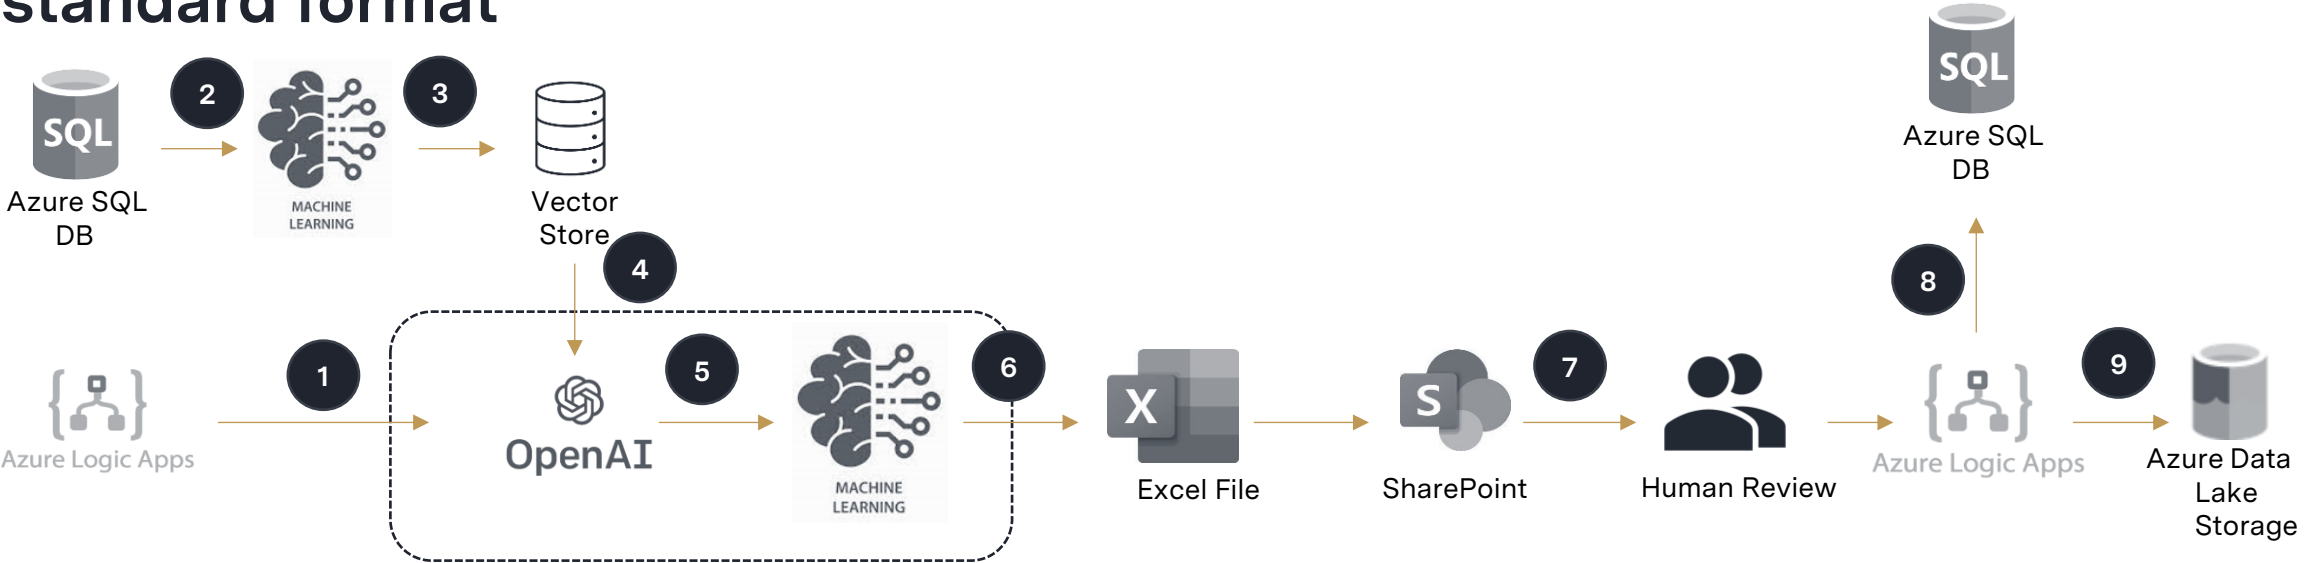 standard format
SQL
Azure SQL
DB
2
MACHINE
LEARNING
3
Vector
Store
4
1
Azure Logic Apps
OpenAI
5
MACHINE
LEARNING
6
X
Excel File
S
SharePoint
7
Human Review
Azure Logic Apps
8
SQL
Azure SQL
DB
9
Azure Data
Lake
Storage